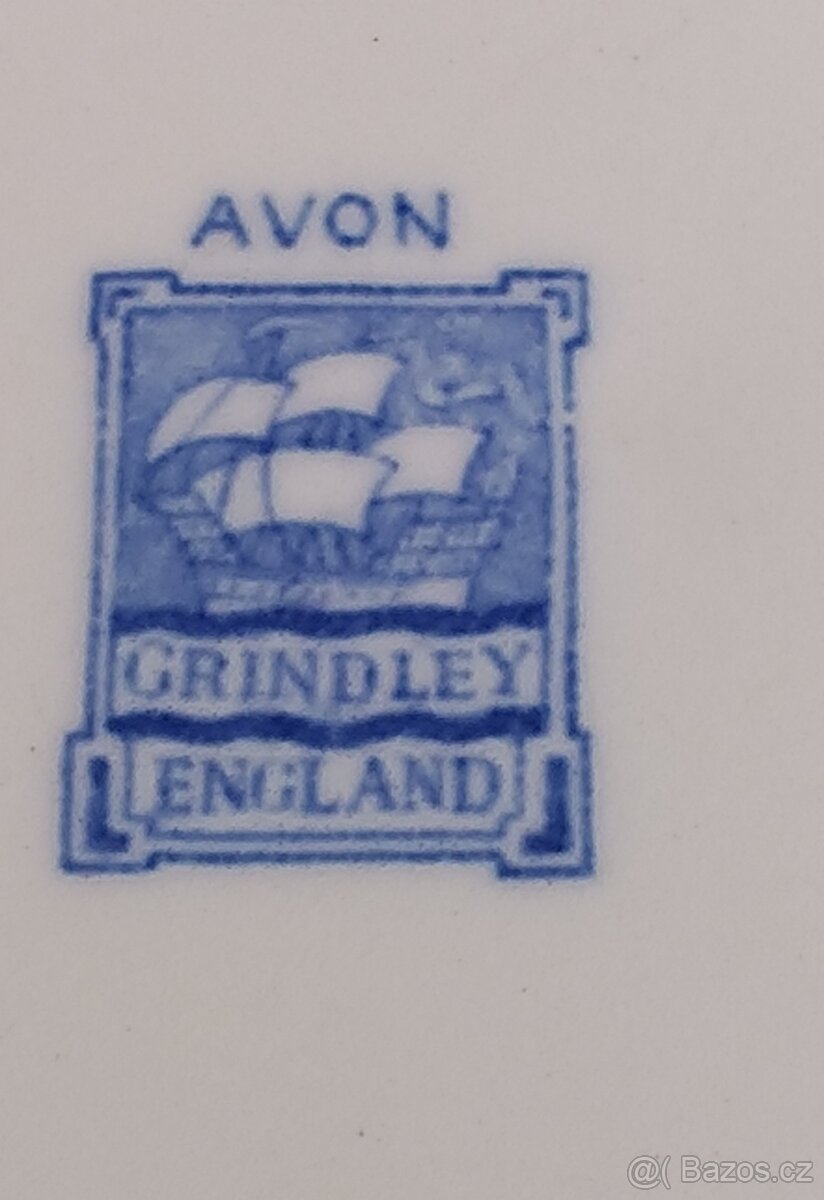 AVON
GRINDLEY
ENGLAND
@( Bazos.cz